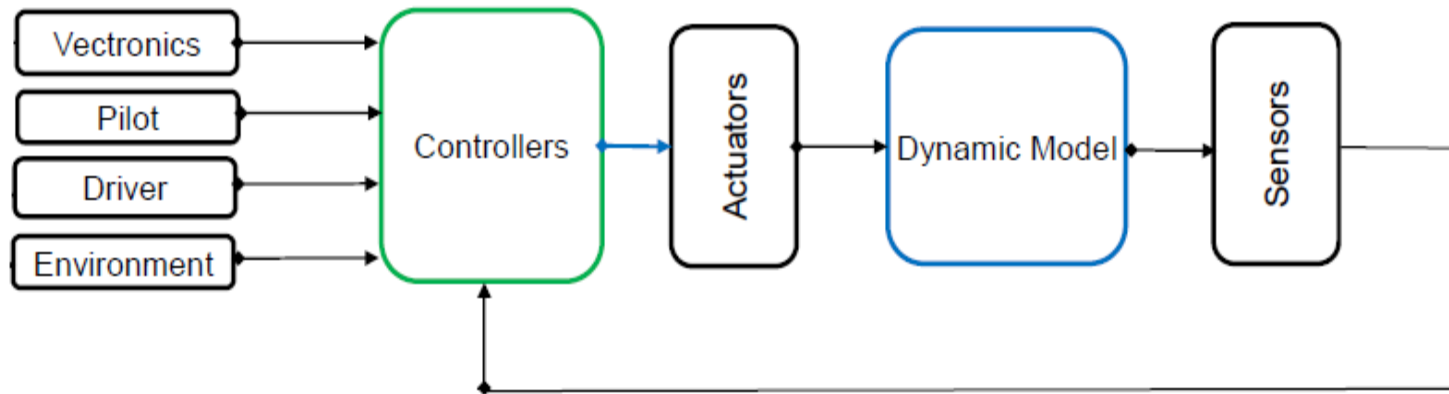 Vectronics
Pilot
Driver
Environment
Controllers
Actuators
Dynamic Model
Sensors